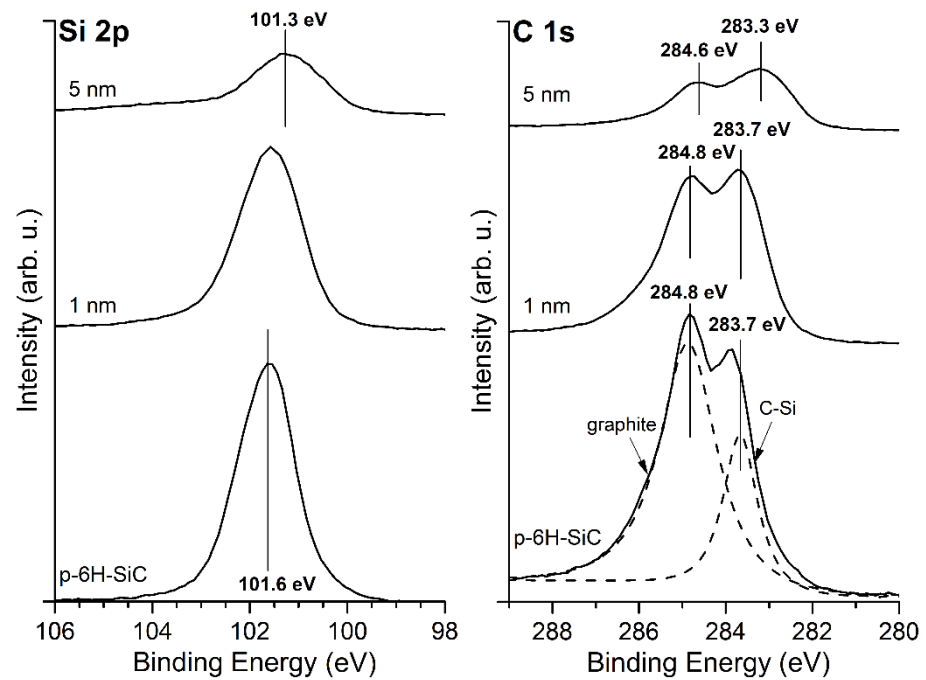 Si 2p
101.3 eV
5 nm
1 nm
p-6H-SiC
101.6 eV
Intensity (arb. u.)
106
104
102
100
98
Binding Energy (eV)
C 1s
283.3 eV
284.6 eV
5 nm
283.7 eV
284.8 eV
1 nm
284.8 eV
283.7 eV
C-Si
graphite
p-6H-SiC
Intensity (arb. u.)
288
286
284
282
280
Binding Energy (eV)